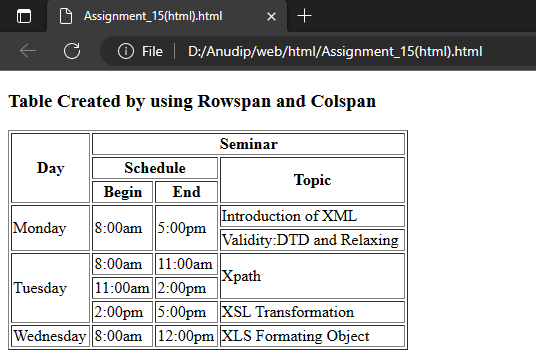 Assignment_15(html).html
File D:/Anudip/web/html/Assignment_15(html).html
Table Created by using Rowspan and Colspan
Day Seminar
Schedule Topic
Begin End
Monday 8:00am 5:00pm Introduction of XML
Validity:DTD and Relaxing
Tuesday 8:00am 11:00am Xpath
11:00am 2:00pm
2:00pm 5:00pm XSL Transformation
Wednesday 8:00am 12:00pm XLS Formating Object